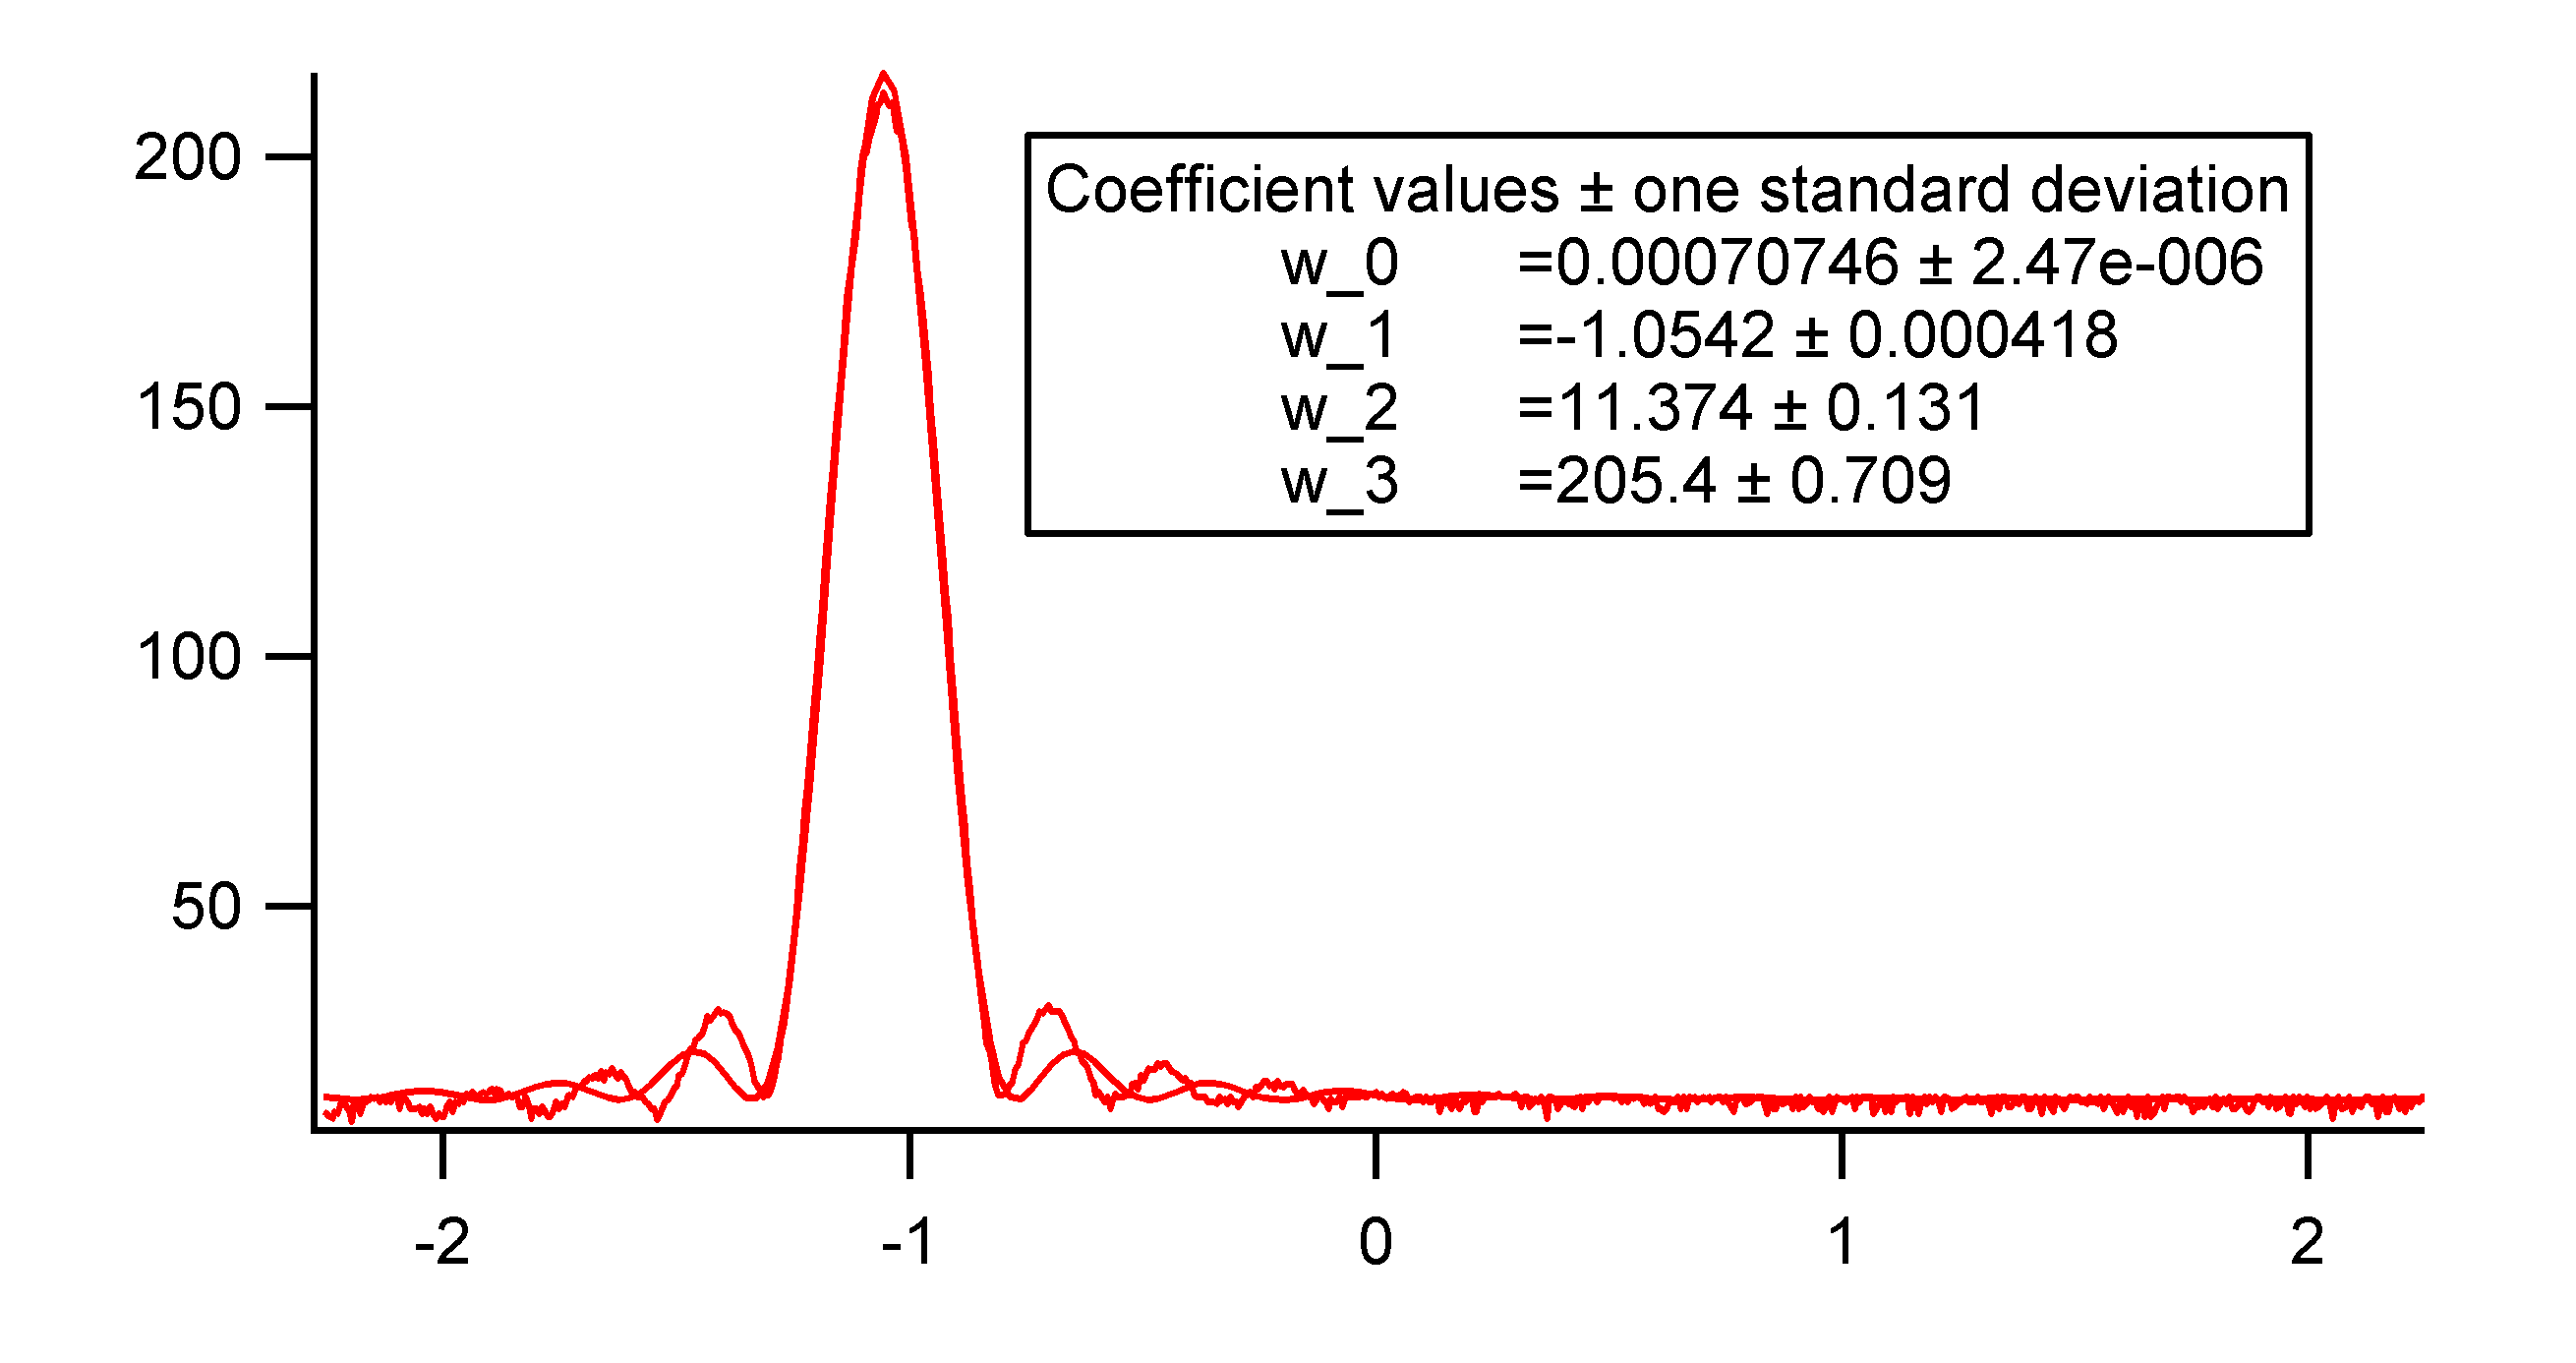 200
150
100
50
Coefficient values ± one standard deviation
w_0 =0.00070746 ± 2.47e-006
w_1 =-1.0542 ± 0.000418
w_2 =11.374 ± 0.131
w_3 =205.4 ± 0.709
-2 -1 0 1 2